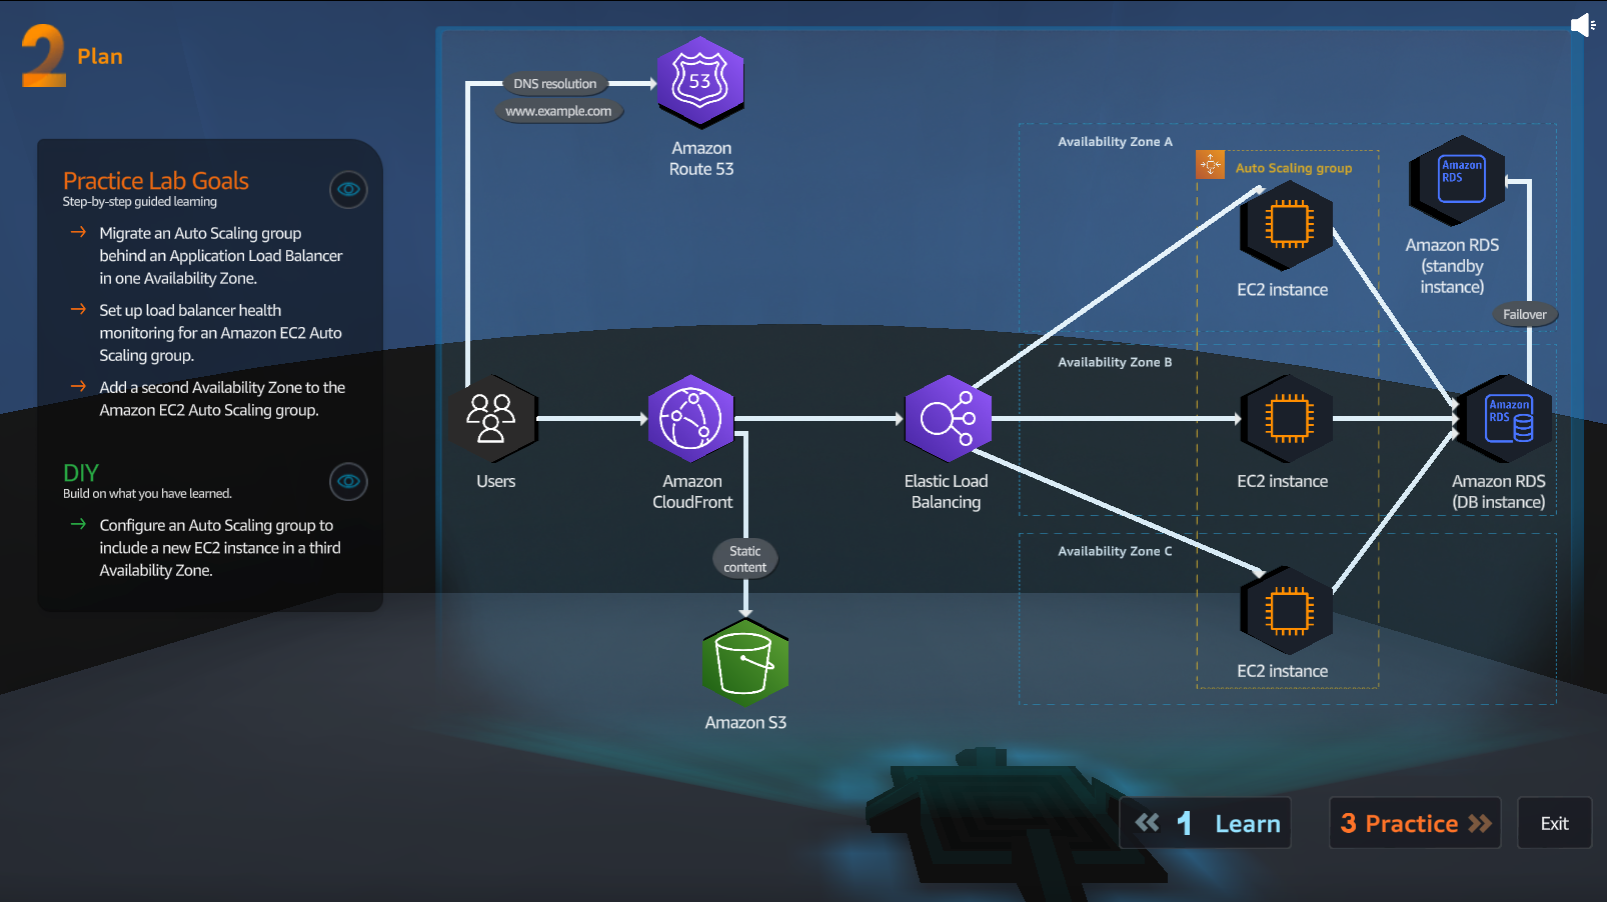 2 Plan
Practice Lab Goals
Step-by-step guided learning
Migrate an Auto Scaling group
behind an Application Load Balancer
in one Availability Zone.
Set up load balancer health
monitoring for an Amazon EC2 Auto
Scaling group.
Add a second Availability Zone to the
Amazon EC2 Auto Scaling group.
DIY
Build on what you have learned.
Configure an Auto Scaling group to
include a new EC2 instance in a third
Availability Zone.
DNS resolution
www.example.com
53
Amazon
Route 53
Users
Amazon
CloudFront
Static
content
Amazon S3
Elastic Load
Balancing
Availability Zone A
Auto Scaling group
EC2 instance
Amazon
RDS
Amazon RDS
(standby
instance)
Failover
Availability Zone B
EC2 instance
Amazon
RDS
Amazon RDS
(DB instance)
Availability Zone C
EC2 instance
1 Learn
3 Practice
Exit